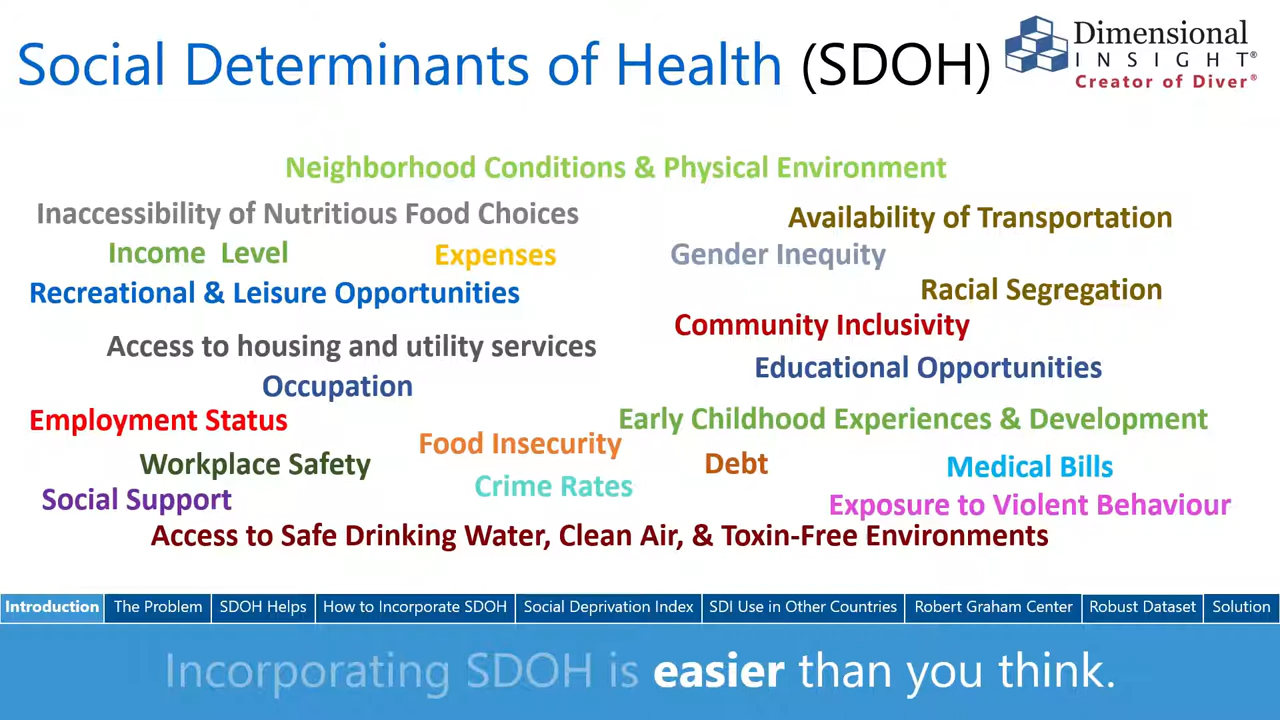 Social Determinants of Health (SDOH)
Dimensional
INSIGHT®
Creator of Diver®
Neighborhood Conditions & Physical Environment
Inaccessibility of Nutritious Food Choices
Availability of Transportation
Income Level
Expenses
Gender Inequity
Recreational & Leisure Opportunities
Racial Segregation
Community Inclusivity
Access to housing and utility services
Educational Opportunities
Occupation
Employment Status
Early Childhood Experiences & Development
Food Insecurity
Workplace Safety
Debt
Medical Bills
Social Support
Crime Rates
Exposure to Violent Behaviour
Access to Safe Drinking Water, Clean Air, & Toxin-Free Environments
Introduction
The Problem
SDOH Helps
How to Incorporate SDOH
Social Deprivation Index
SDI Use in Other Countries
Robert Graham Center
Robust Dataset
Solution
Incorporating SDOH is easier than you think.